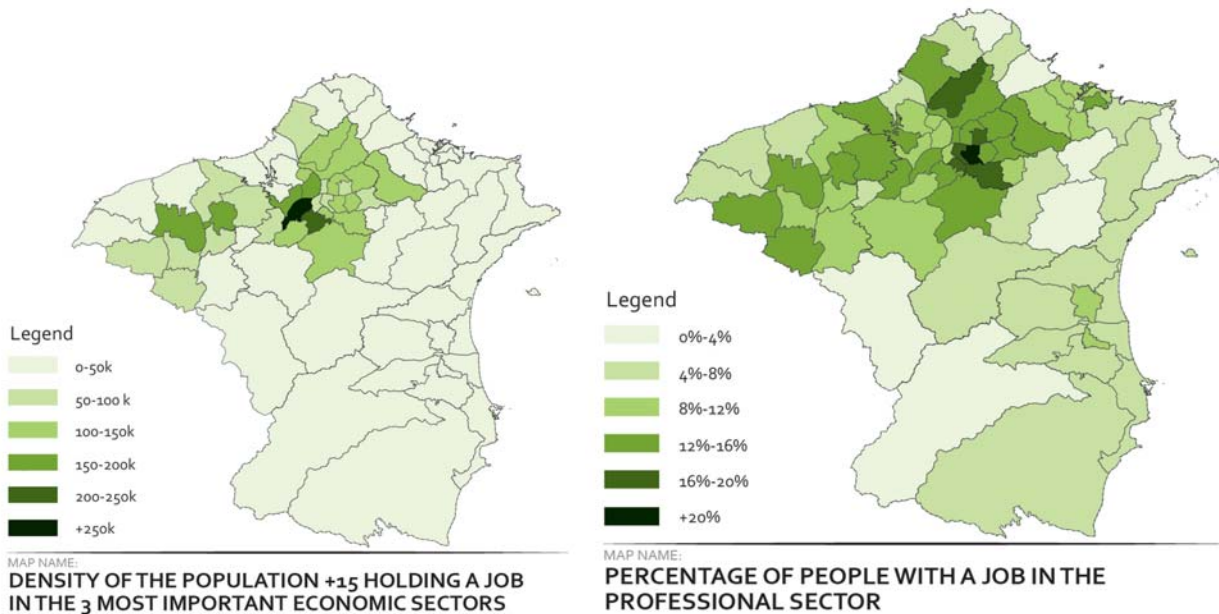 Legend
0-50k
50-100 k
100-150k
150-200k
200-250k
+250k
MAP NAME:
DENSITY OF THE POPULATION +15 HOLDING A JOB
IN THE 3 MOST IMPORTANT ECONOMIC SECTORS
Legend
0%-4%
4%-8%
8%-12%
12%-16%
16%-20%
+20%
MAP NAME:
PERCENTAGE OF PEOPLE WITH A JOB IN THE
PROFESSIONAL SECTOR